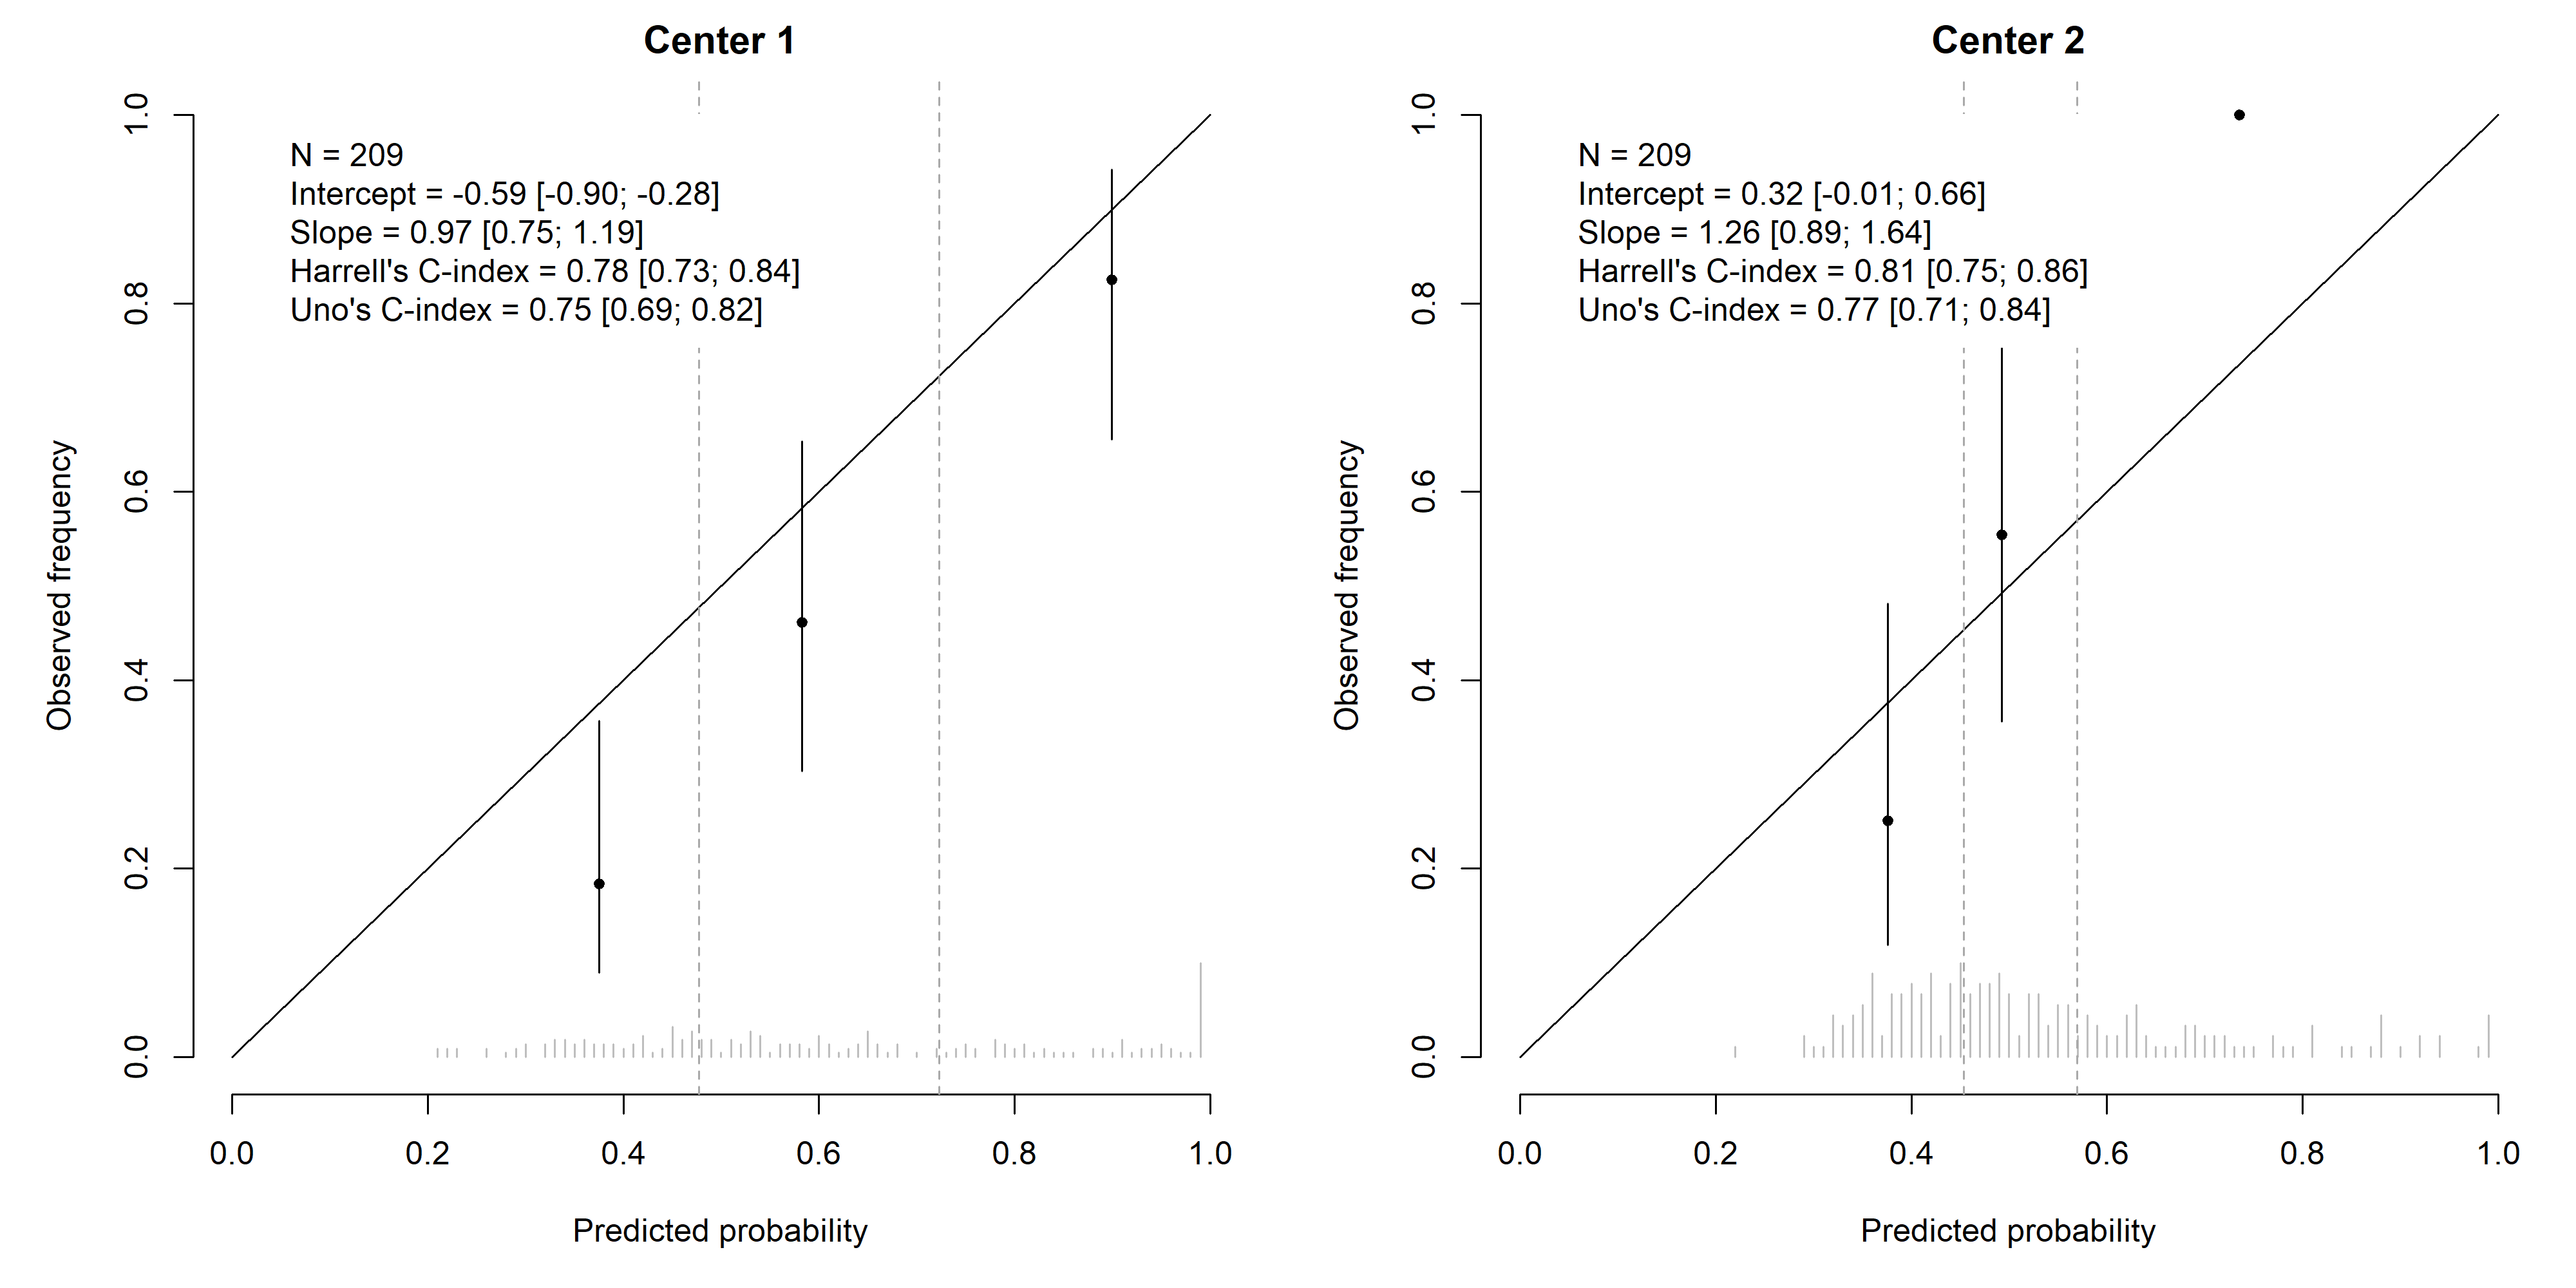 Center 1
N = 209
Intercept = -0.59 [-0.90; -0.28]
Slope = 0.97 [0.75; 1.19]
Harrell's C-index = 0.78 [0.73; 0.84]
Uno's C-index = 0.75 [0.69; 0.82]
Observed frequency
1.0
0.8
0.6
0.4
0.2
0.0
0.0 0.2 0.4 0.6 0.8 1.0
Predicted probability
Center 2
N = 209
Intercept = 0.32 [-0.01; 0.66]
Slope = 1.26 [0.89; 1.64]
Harrell's C-index = 0.81 [0.75; 0.86]
Uno's C-index = 0.77 [0.71; 0.84]
Observed frequency
1.0
0.8
0.6
0.4
0.2
0.0
0.0 0.2 0.4 0.6 0.8 1.0
Predicted probability